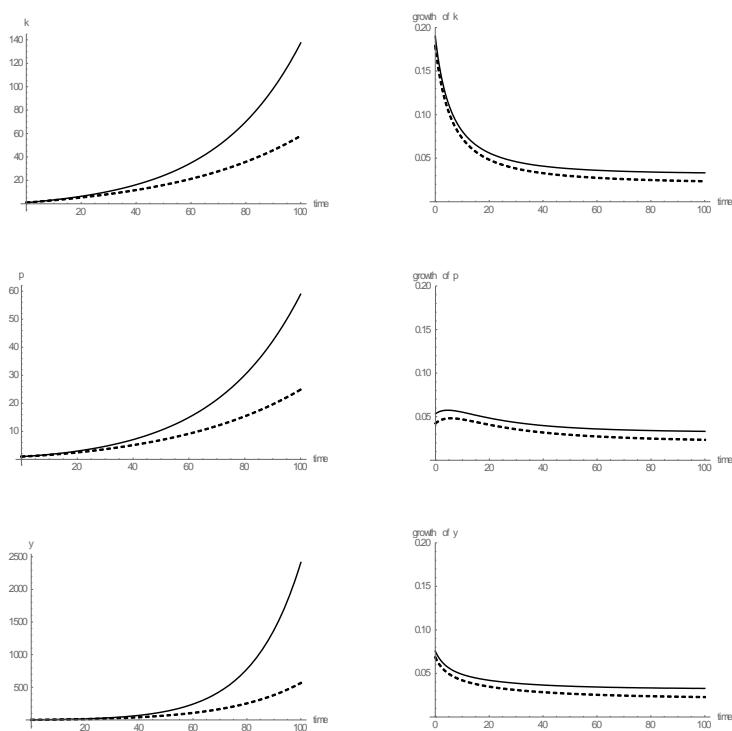 k
140
120
100
80
60
40
20
20 40 60 80 100 time
growth of k
0.20
0.15
0.10
0.05
0 20 40 60 80 100 time
p
60
50
40
30
20
10
20 40 60 80 100 time
growth of p
0.20
0.15
0.10
0.05
0 20 40 60 80 100 time
y
2500
2000
1500
1000
500
20 40 60 80 100 time
growth of y
0.20
0.15
0.10
0.05
0 20 40 60 80 100 time